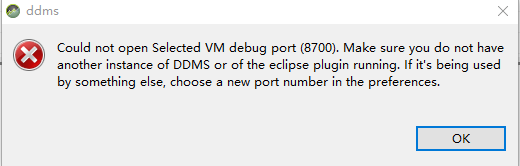 ddms
Could not open Selected VM debug port (8700). Make sure you do not have
another instance of DDMS or of the eclipse plugin running. If it's being used
by something else, choose a new port number in the preferences.
OK